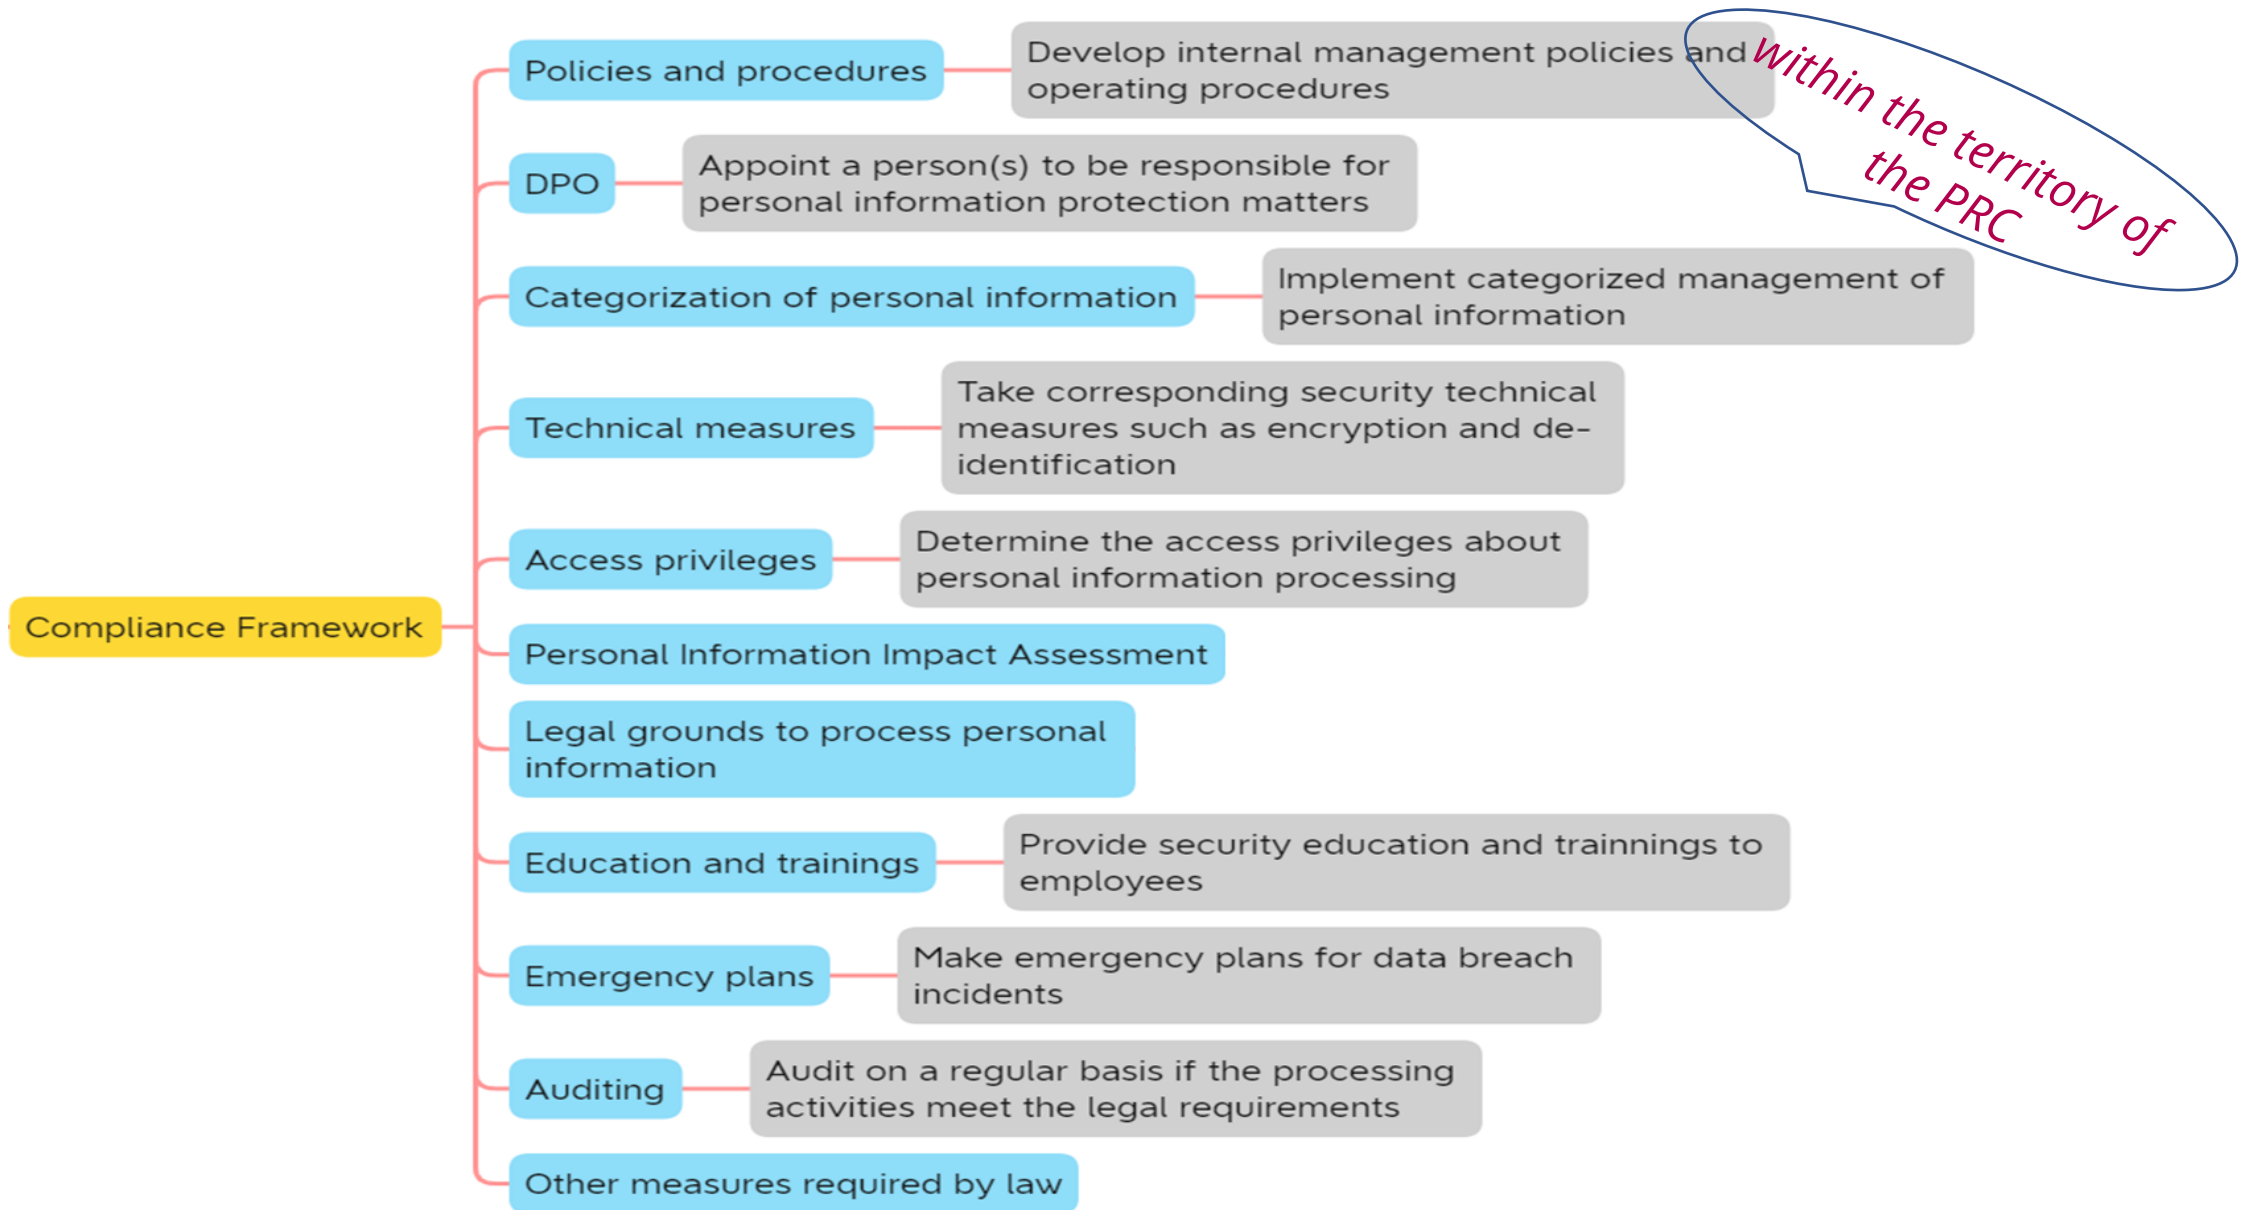 Policies and procedures
Develop internal management policies and
operating procedures
within the territory of
the PRC
DPO
Appoint a person(s) to be responsible for
personal information protection matters
Categorization of personal information
Implement categorized management of
personal information
Technical measures
Take corresponding security technical
measures such as encryption and de-
identification
Access privileges
Determine the access privileges about
personal information processing
Compliance Framework
Personal Information Impact Assessment
Legal grounds to process personal
information
Education and trainings
Provide security education and trainnings to
employees
Emergency plans
Make emergency plans for data breach
incidents
Auditing
Audit on a regular basis if the processing
activities meet the legal requirements
Other measures required by law